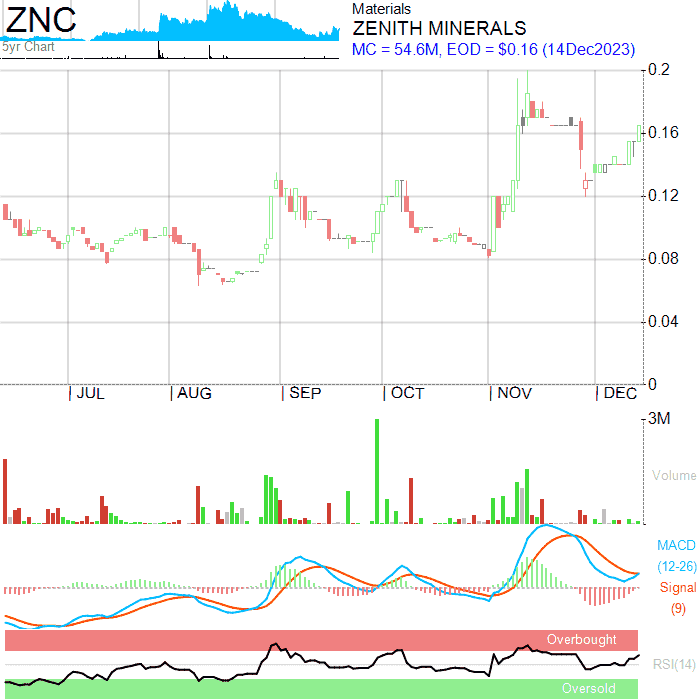 ZNC
5yr Chart
Materials
ZENITH MINERALS
MC = 54.6M, EOD = $0.16 (14Dec2023)
0.2
0.16
0.12
0.08
0.04
0
JUL AUG SEP OCT NOV DEC
3M
Volume
MACD
(12-26)
Signal
(9)
Overbought
RSI(14)
Oversold